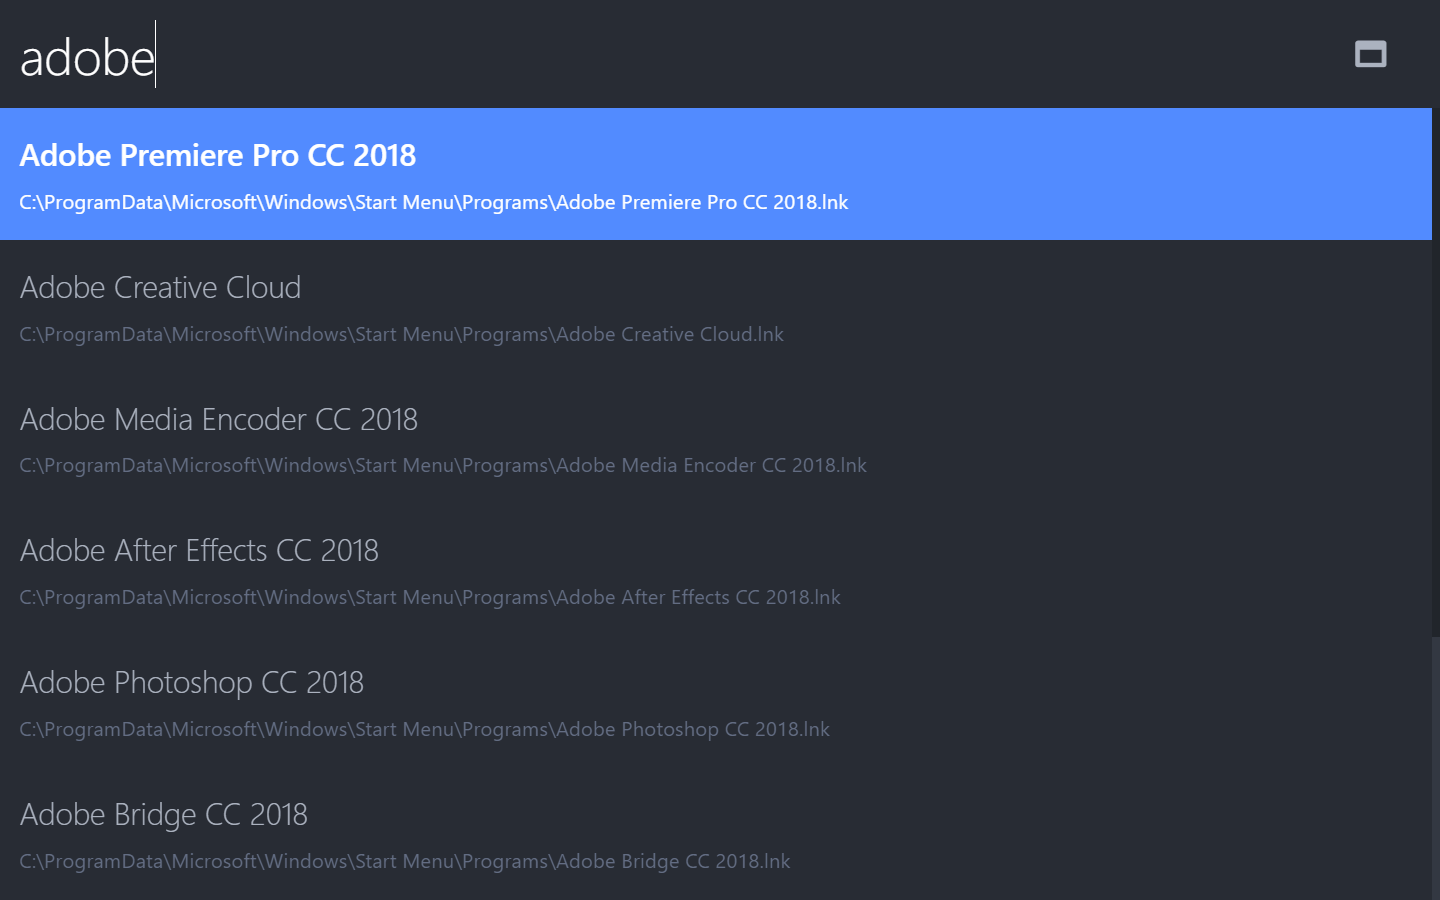 adobe
Adobe Premiere Pro CC 2018
C:\ProgramData\Microsoft\Windows\Start Menu\Programs\Adobe Premiere Pro CC 2018.lnk
Adobe Creative Cloud
C:\ProgramData\Microsoft\Windows\Start Menu\Programs\Adobe Creative Cloud.lnk
Adobe Media Encoder CC 2018
C:\ProgramData\Microsoft\Windows\Start Menu\Programs\Adobe Media Encoder CC 2018.lnk
Adobe After Effects CC 2018
C:\ProgramData\Microsoft\Windows\Start Menu\Programs\Adobe After Effects CC 2018.lnk
Adobe Photoshop CC 2018
C:\ProgramData\Microsoft\Windows\Start Menu\Programs\Adobe Photoshop CC 2018.lnk
Adobe Bridge CC 2018
C:\ProgramData\Microsoft\Windows\Start Menu\Programs\Adobe Bridge CC 2018.lnk